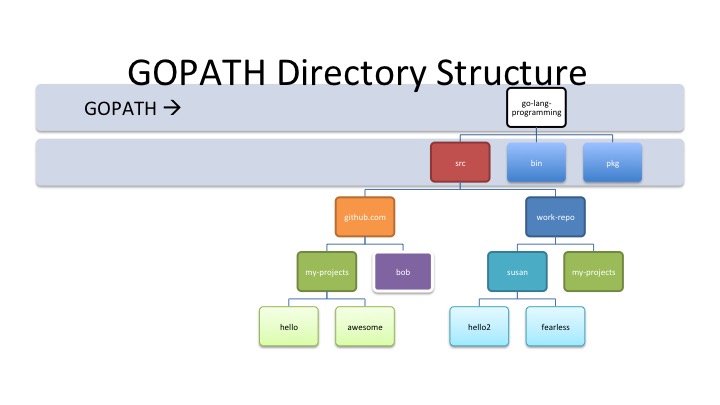 GOPATH Directory Structure
GOPATH →
go-lang-
programming
src
bin
pkg
github.com
work-repo
my-projects
bob
susan
my-projects
hello
awesome
hello2
fearless